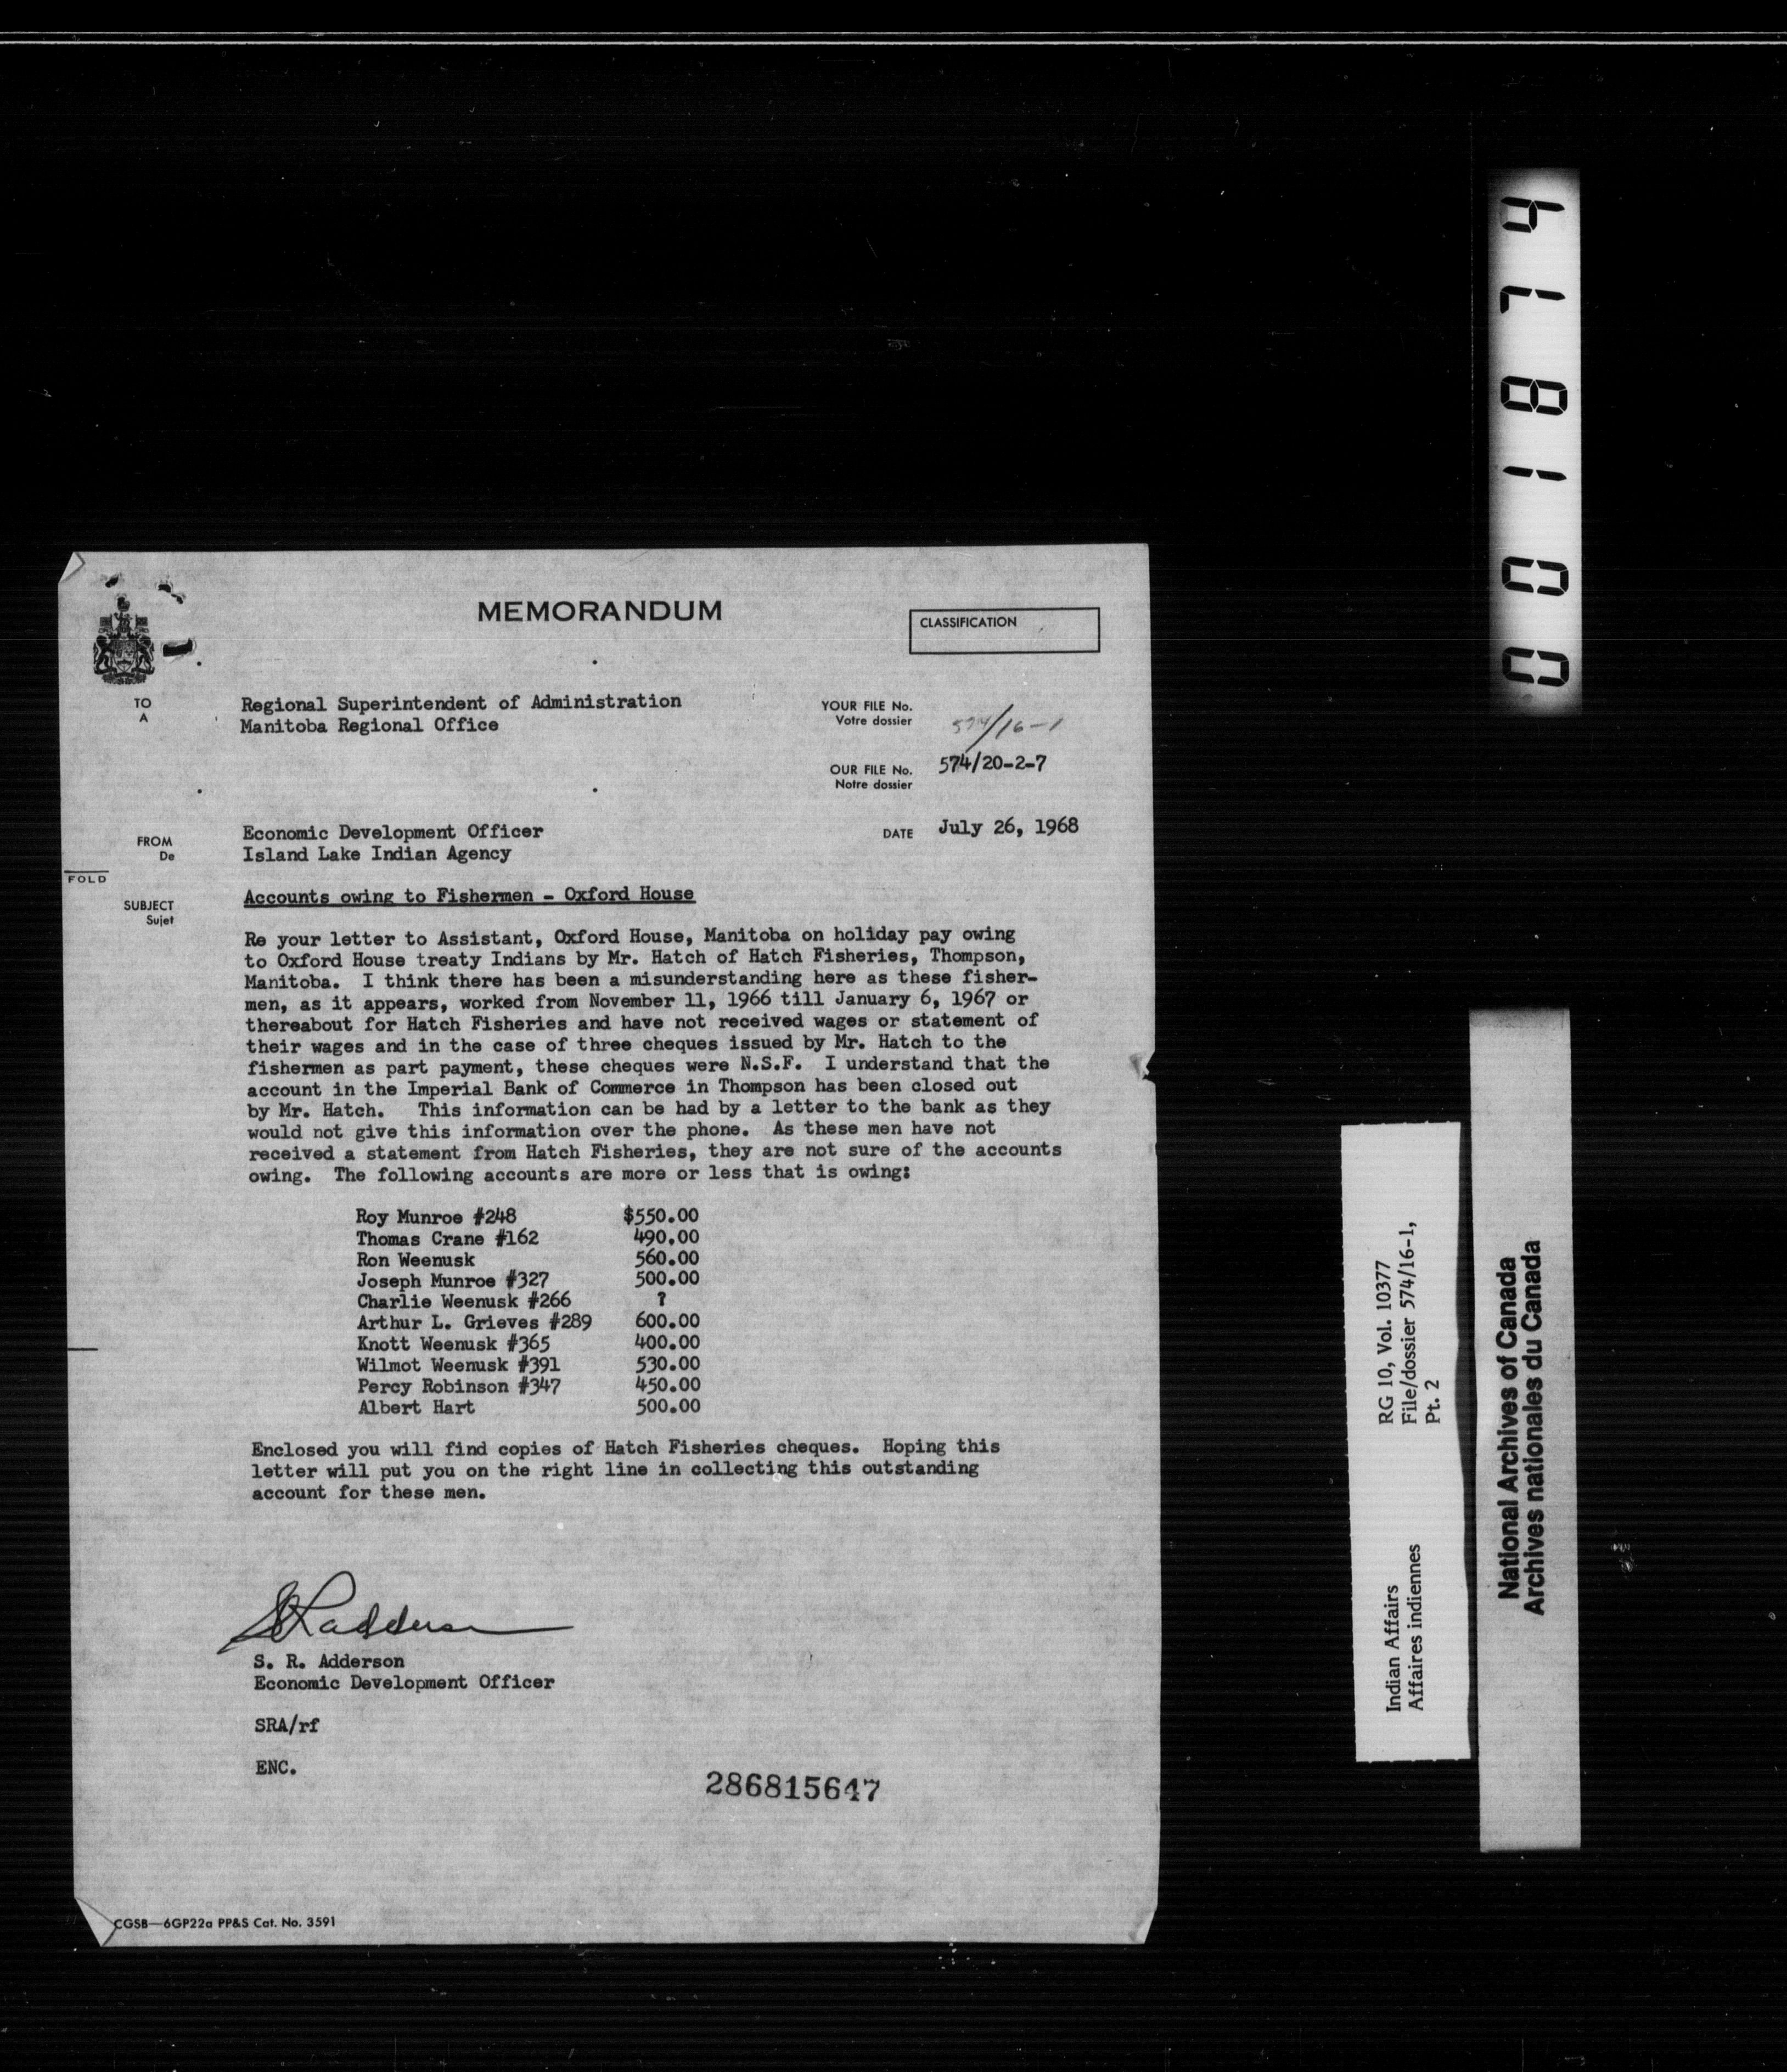 MEMORANDUM
CLASSIFICATION
TO
A
Regional Superintendent of Administration
Manitoba Regional Office
YOUR FILE No.
Votre dossier
574/16-1
OUR FILE No.
Notre dossier
574/20-2-7
FROM
De
Economic Development Officer
Island Lake Indian Agency
DATE
July 26, 1968
FOLD
SUBJECT
Sujet
Accounts owing to Fishermen - Oxford House
Re your letter to Assistant, Oxford House, Manitoba on holiday pay owing
to Oxford House treaty Indians by Mr. Hatch of Hatch Fisheries, Thompson,
Manitoba. I think there has been a misunderstanding here as these fisher-
men, as it appears, worked from November 11, 1966 till January 6, 1967 or
thereabout for Hatch Fisheries and have not received wages or statement of
their wages and in the case of three cheques issued by Mr. Hatch to the
fishermen as part payment, these cheques were N.S.F. I understand that the
account in the Imperial Bank of Commerce in Thompson has been closed out
by Mr. Hatch. This information can be had by a letter to the bank as they
would not give this information over the phone. As these men have not
received a statement from Hatch Fisheries, they are not sure of the accounts
owing. The following accounts are more or less that is owing:
Roy Munroe #248 $550.00
Thomas Crane #162 490.00
Ron Weenusk 560.00
Joseph Munroe #327 500.00
Charlie Weenusk #266 ?
Arthur L. Grieves #289 600.00
Knott Weenusk #365 400.00
Wilmot Weenusk #391 530.00
Percy Robinson #347 450.00
Albert Hart 500.00
Enclosed you will find copies of Hatch Fisheries cheques. Hoping this
letter will put you on the right line in collecting this outstanding
account for these men.
SRAdderson
S. R. Adderson
Economic Development Officer
SRA/rf
ENC.
286815647
CGSB—6GP22a PP&S Cat. No. 3591
001874
Indian Affairs
Affaires indiennes
RG 10, Vol. 10377
File/dossier 574/16-1,
Pt. 2
National Archives of Canada
Archives nationales du Canada